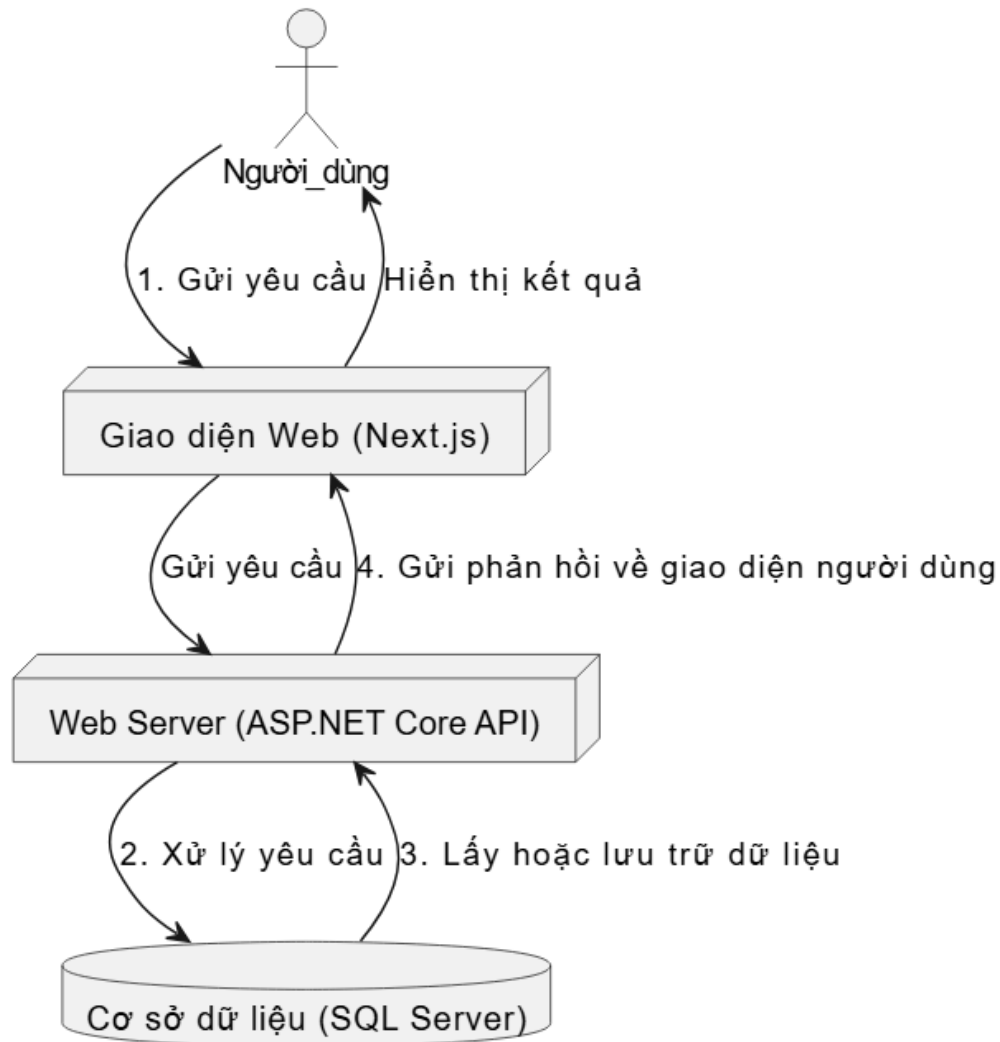 Người_dùng
1. Gửi yêu cầu Hiển thị kết quả
Giao diện Web (Next.js)
Gửi yêu cầu 4. Gửi phản hồi về giao diện người dùng
Web Server (ASP.NET Core API)
2. Xử lý yêu cầu 3. Lấy hoặc lưu trữ dữ liệu
Cơ sở dữ liệu (SQL Server)